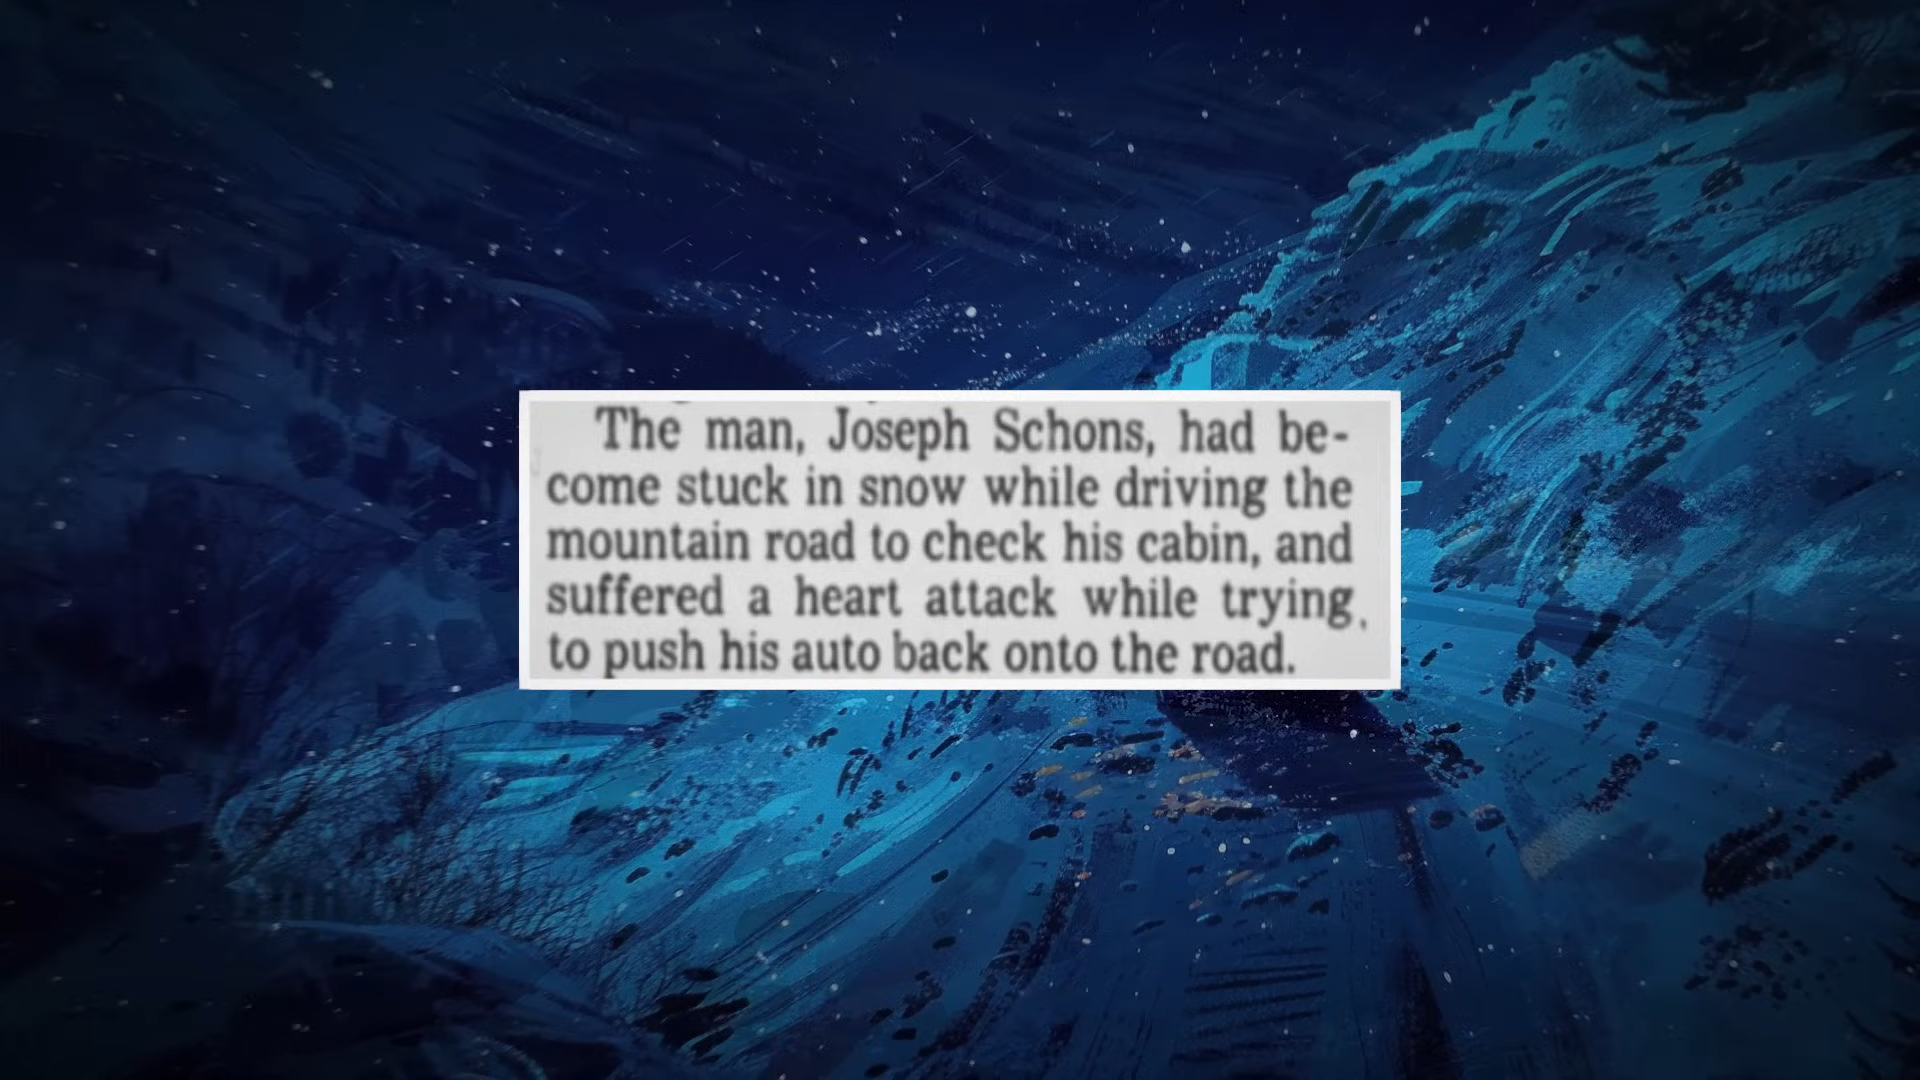 The man, Joseph Schons, had be-
come stuck in snow while driving the
mountain road to check his cabin, and
suffered a heart attack while trying
to push his auto back onto the road.